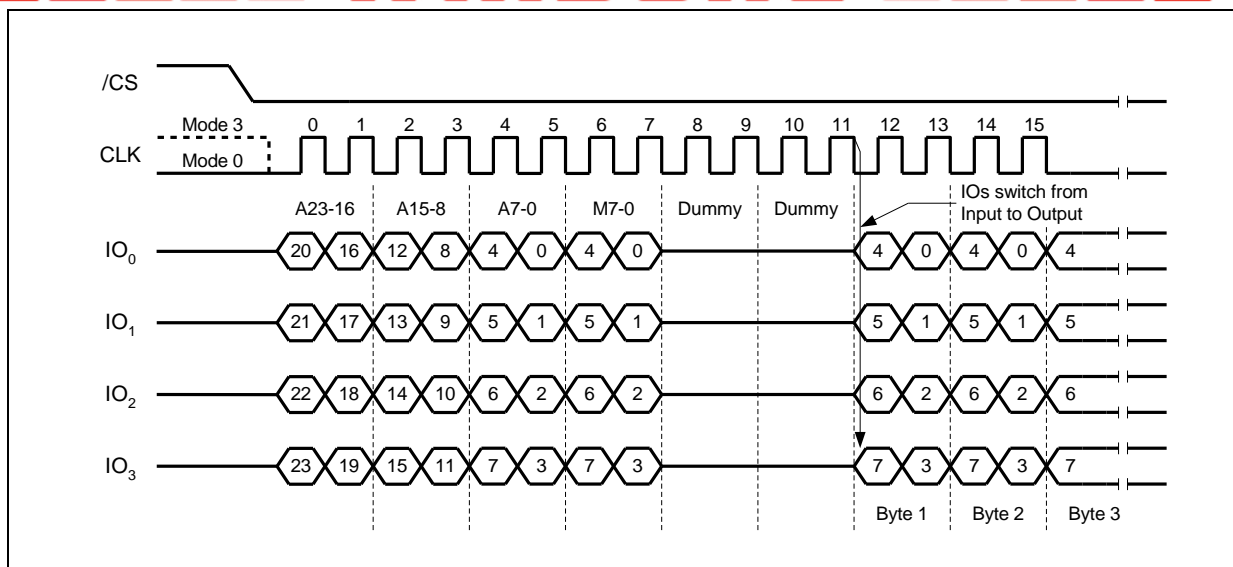 /CS
Mode 3 0 1 2 3 4 5 6 7 8 9 10 11 12 13 14 15
CLK
Mode 0
IOs switch from
Input to Output
A23-16 A15-8 A7-0 M7-0 Dummy Dummy
IO0 20 16 12 8 4 0 4 0 4 0 4 0 4
IO1 21 17 13 9 5 1 5 1 5 1 5 1 5
IO2 22 18 14 10 6 2 6 2 6 2 6 2 6
IO3 23 19 15 11 7 3 7 3 7 3 7 3 7
Byte 1 Byte 2 Byte 3